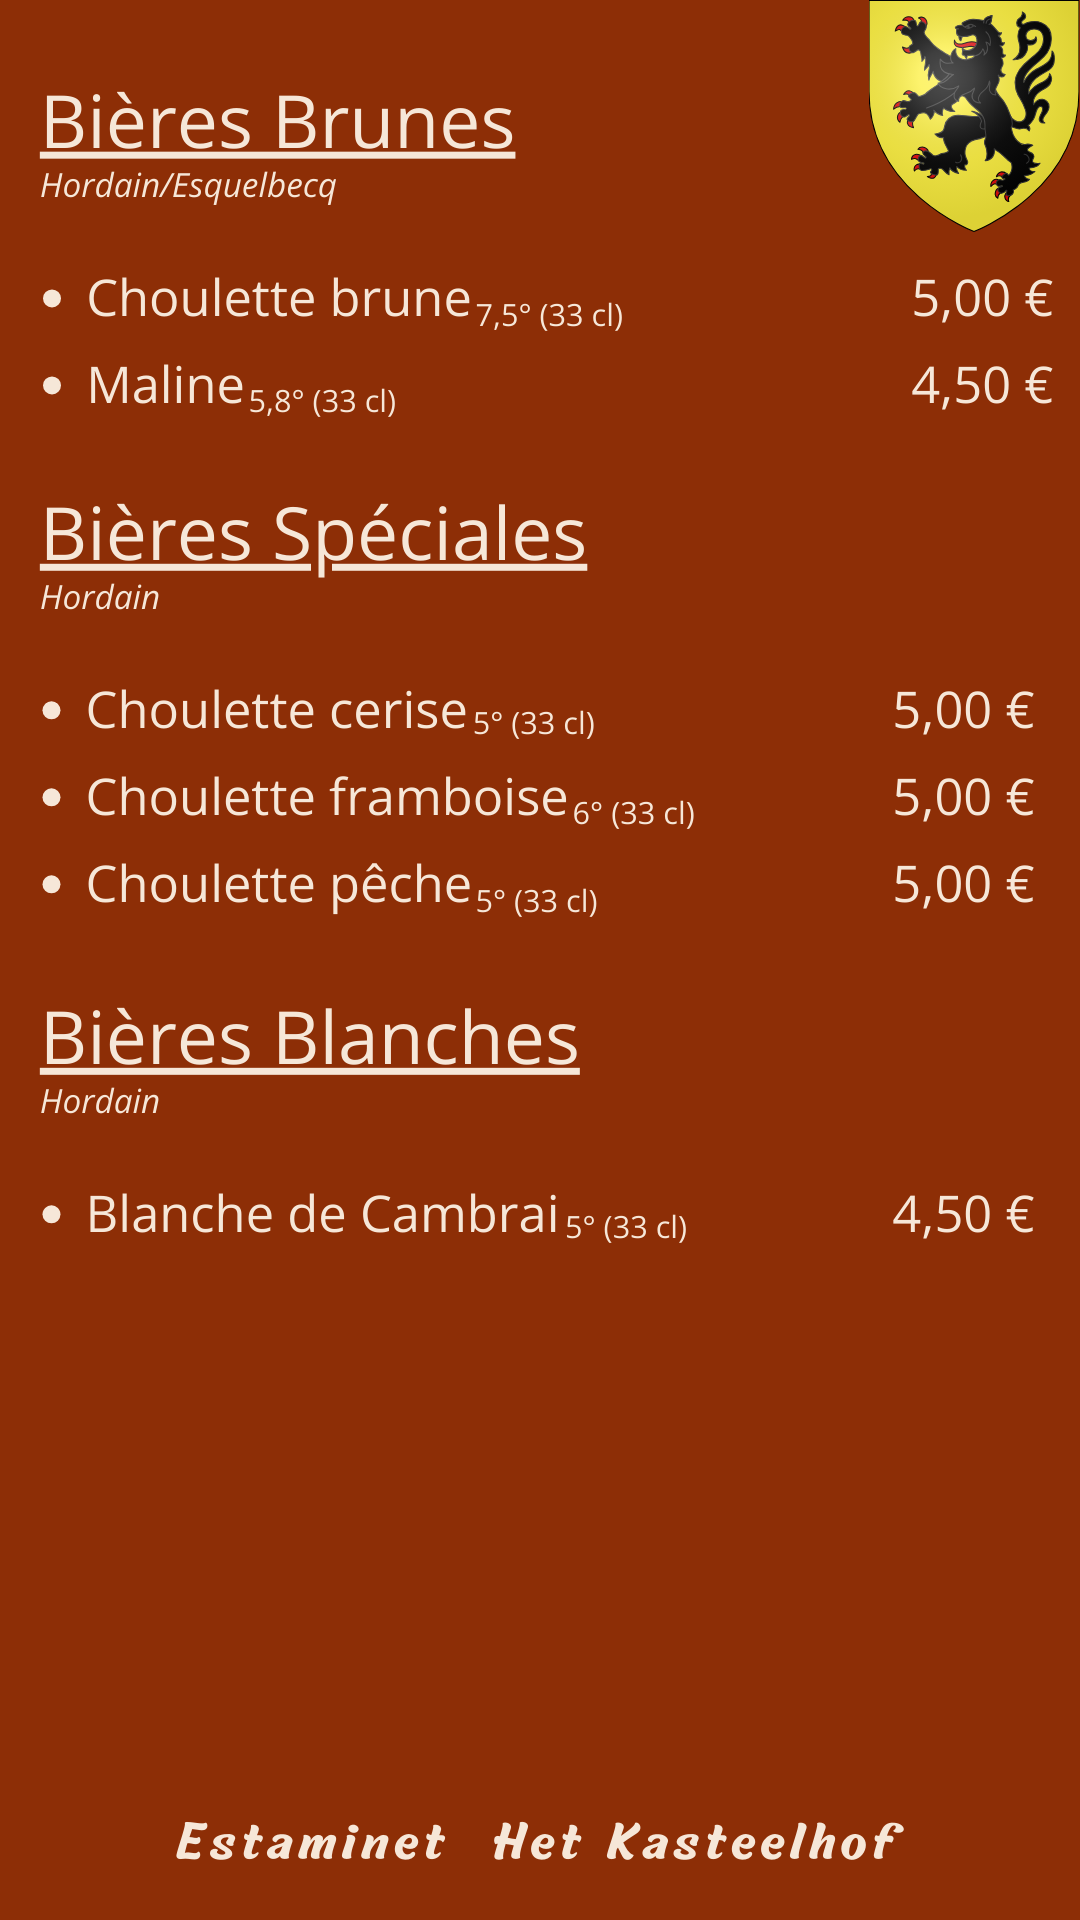 Bières Brunes
Hordain/Esquelbecq
• Choulette brune 7,5° (33 cl) 5,00 €
• Maline 5,8° (33 cl) 4,50 €
Bières Spéciales
Hordain
• Choulette cerise 5° (33 cl) 5,00 €
• Choulette framboise 6° (33 cl) 5,00 €
• Choulette pêche 5° (33 cl) 5,00 €
Bières Blanches
Hordain
• Blanche de Cambrai 5° (33 cl) 4,50 €
Estaminet Het Kasteelhof